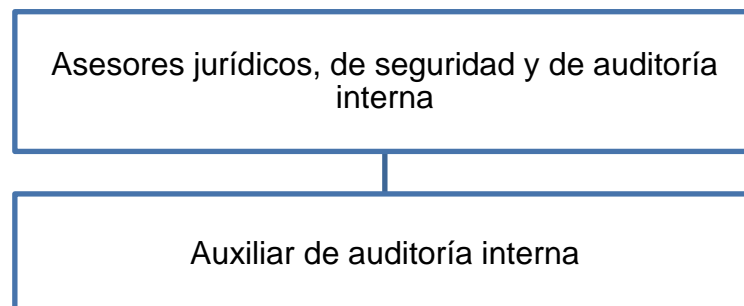 Asesores jurídicos, de seguridad y de auditoría
interna
Auxiliar de auditoría interna